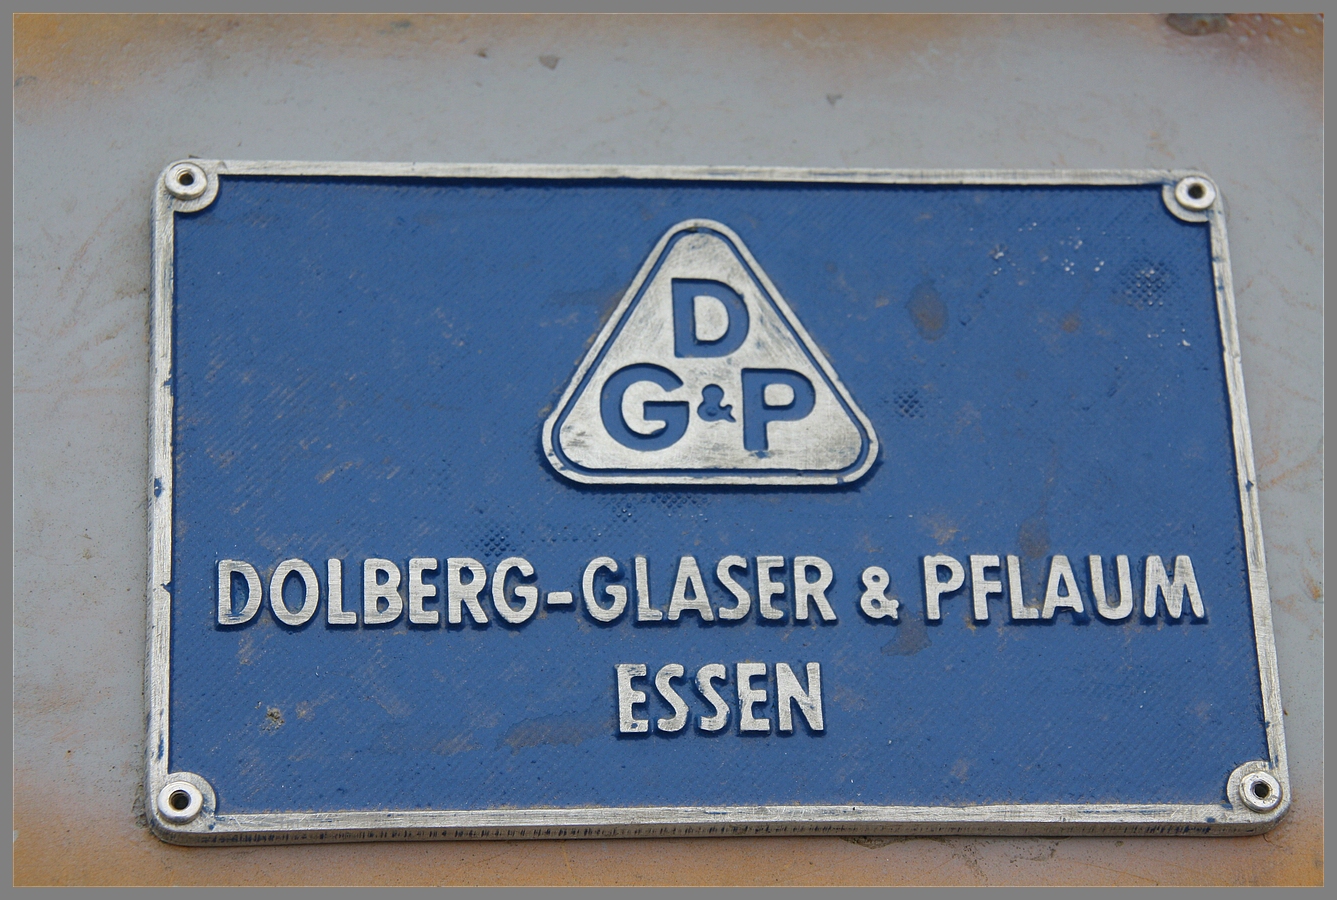 D
G&P
DOLBERG-GLASER & PFLAUM
ESSEN